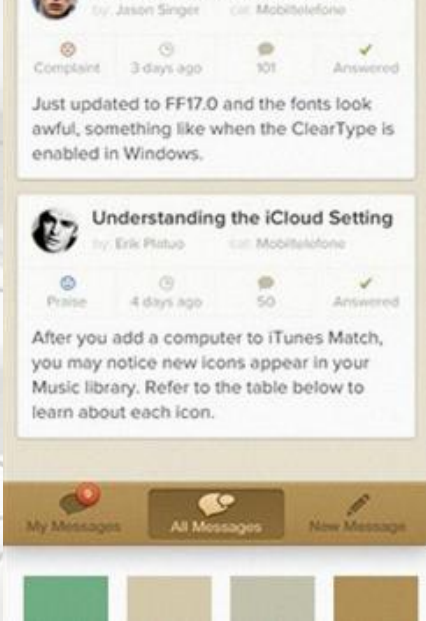 by: Jason Singer cat: Mobiltelefone
Complaint 3 days ago 101 Answered
Just updated to FF17.0 and the fonts look
awful, something like when the ClearType is
enabled in Windows.
Understanding the iCloud Setting
by: Erik Platuo cat: Mobiltelefone
Praise 4 days ago 50 Answered
After you add a computer to iTunes Match,
you may notice new icons appear in your
Music library. Refer to the table below to
learn about each icon.
My Messages All Messages New Message